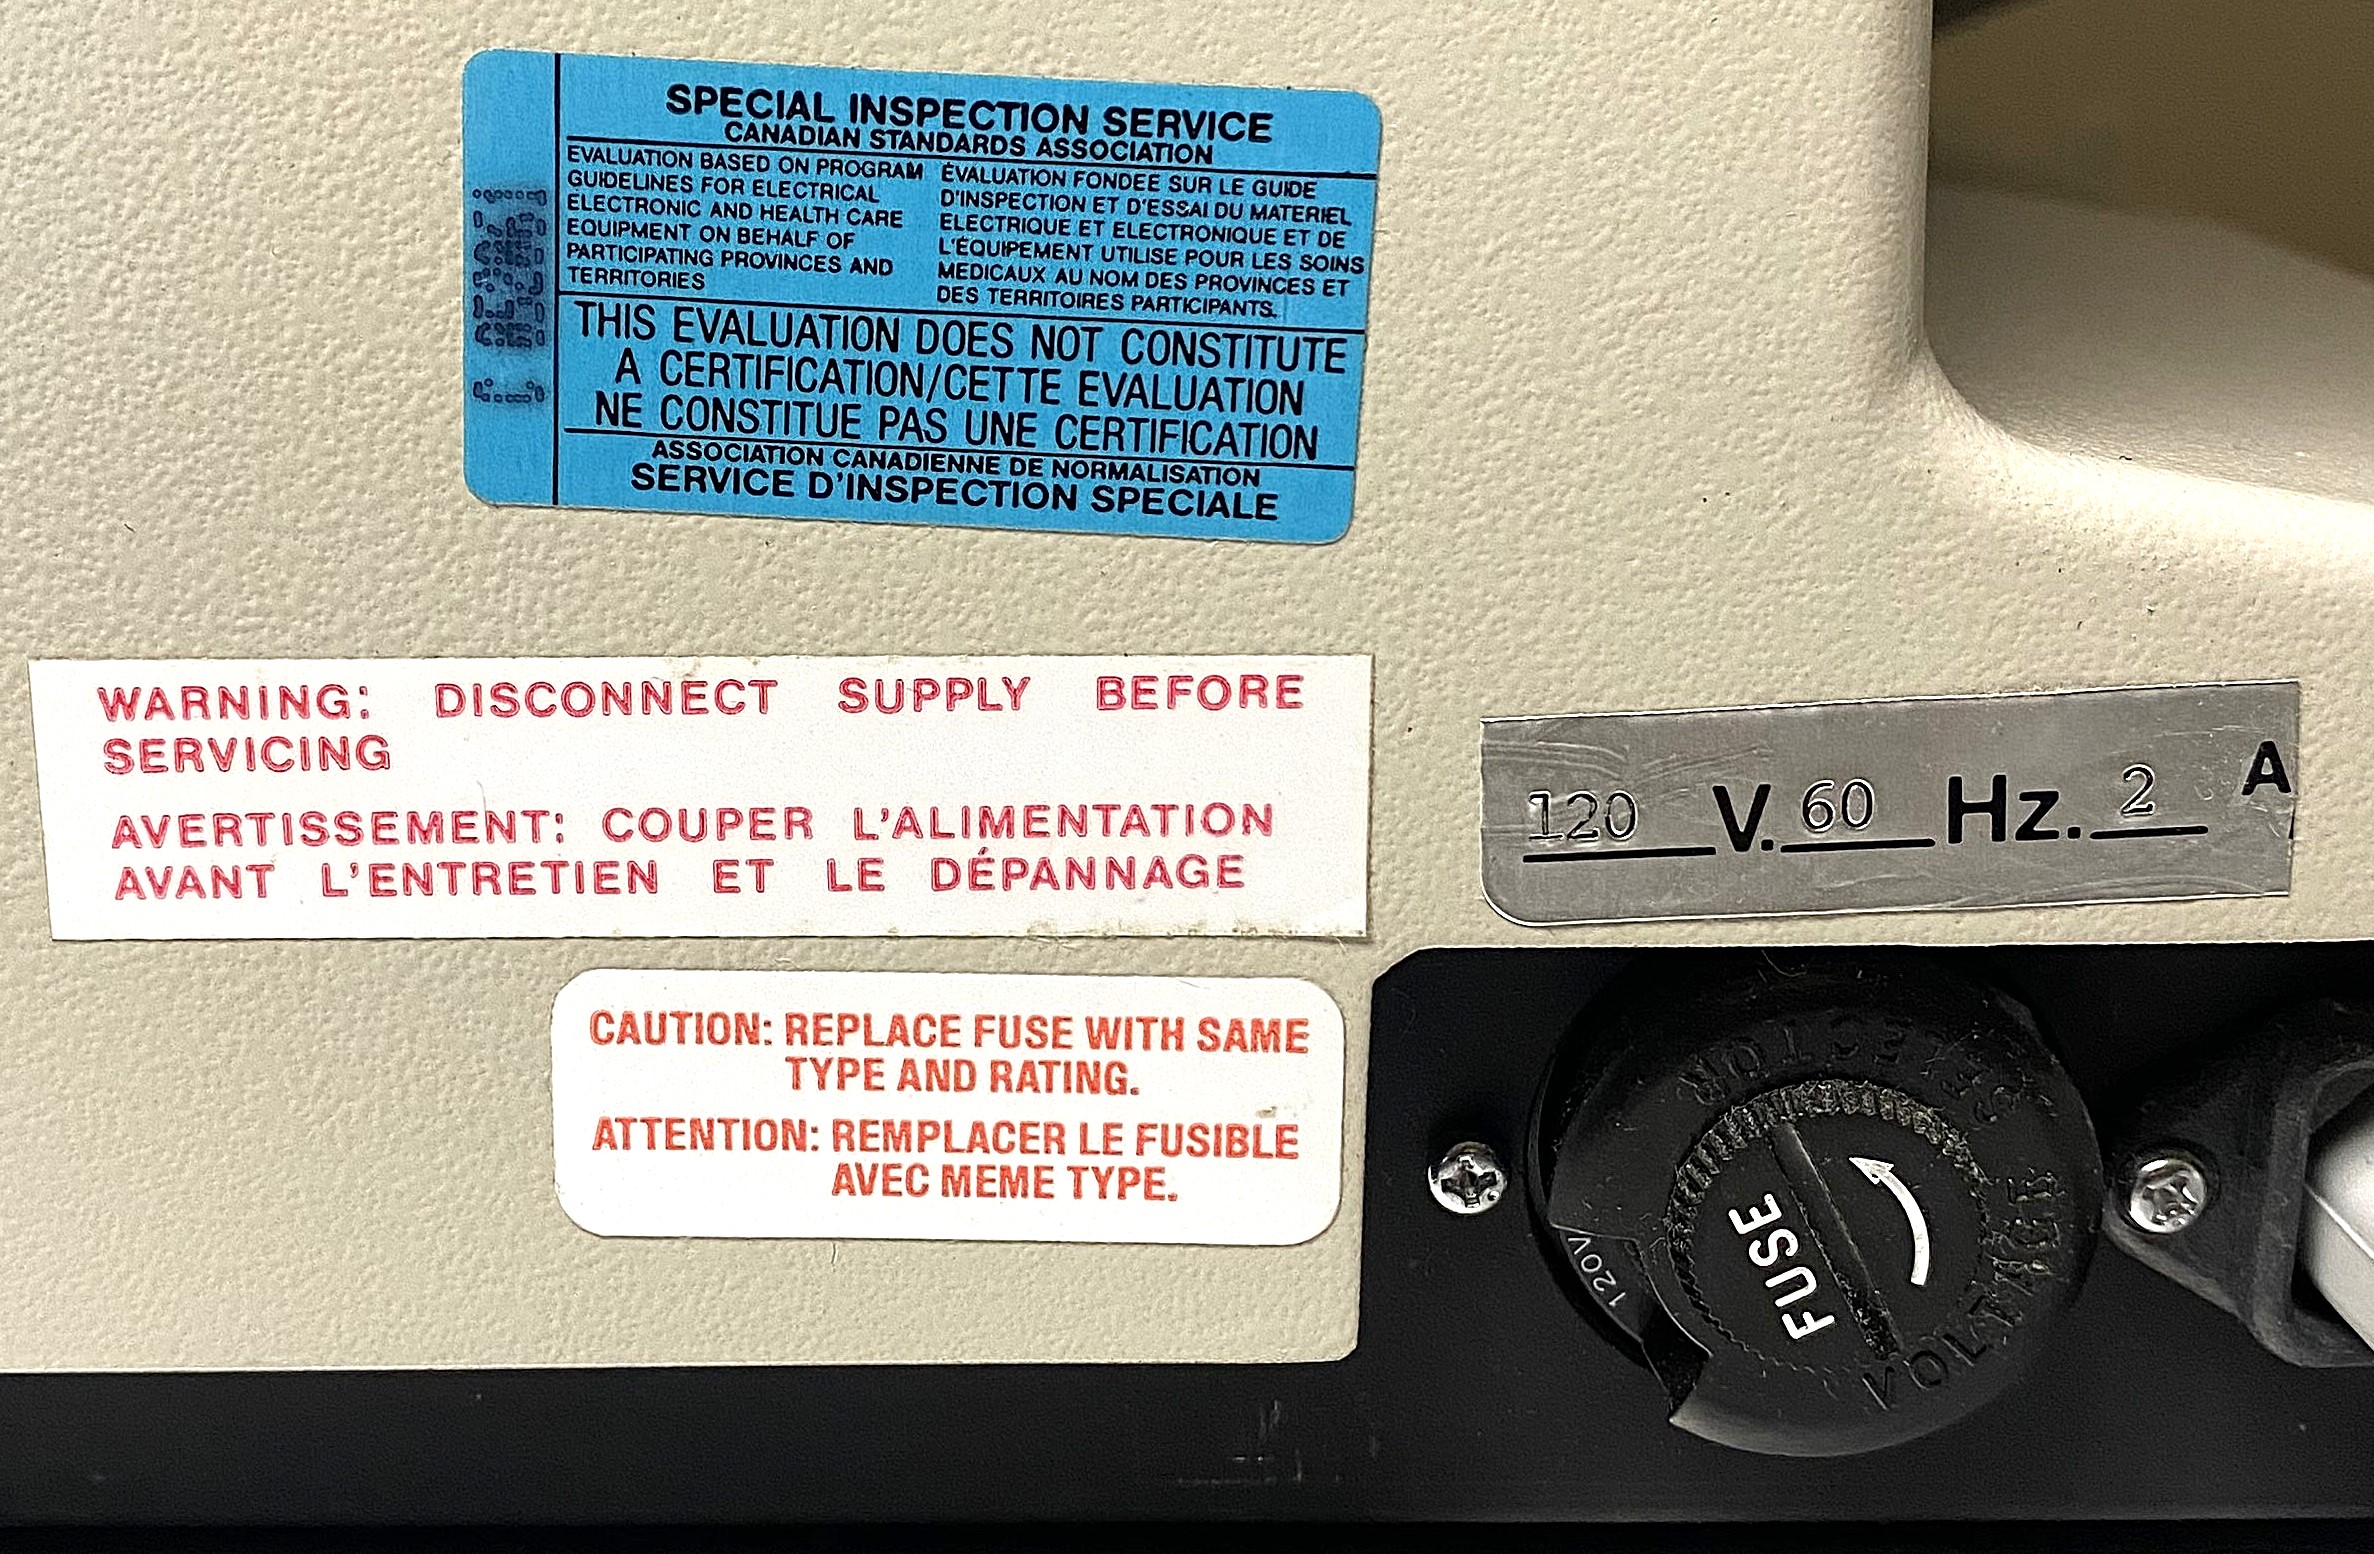 SPECIAL INSPECTION SERVICE
CANADIAN STANDARDS ASSOCIATION
EVALUATION BASED ON PROGRAM
GUIDELINES FOR ELECTRICAL
ELECTRONIC AND HEALTH CARE
EQUIPMENT ON BEHALF OF
PARTICIPATING PROVINCES AND
TERRITORIES
ÉVALUATION FONDEE SUR LE GUIDE
D'INSPECTION ET D'ESSAI DU MATERIEL
ELECTRIQUE ET ELECTRONIQUE ET DE
L'ÉQUIPEMENT UTILISE POUR LES SOINS
MEDICAUX AU NOM DES PROVINCES ET
DES TERRITOIRES PARTICIPANTS.
THIS EVALUATION DOES NOT CONSTITUTE
A CERTIFICATION/CETTE EVALUATION
NE CONSTITUE PAS UNE CERTIFICATION
ASSOCIATION CANADIENNE DE NORMALISATION
SERVICE D'INSPECTION SPECIALE
WARNING: DISCONNECT SUPPLY BEFORE
SERVICING
AVERTISSEMENT: COUPER L'ALIMENTATION
AVANT L'ENTRETIEN ET LE DÉPANNAGE
120 V. 60 Hz. 2 A
CAUTION: REPLACE FUSE WITH SAME
TYPE AND RATING.
ATTENTION: REMPLACER LE FUSIBLE
AVEC MEME TYPE.
VOLTAGE SELECTOR
FUSE
120V